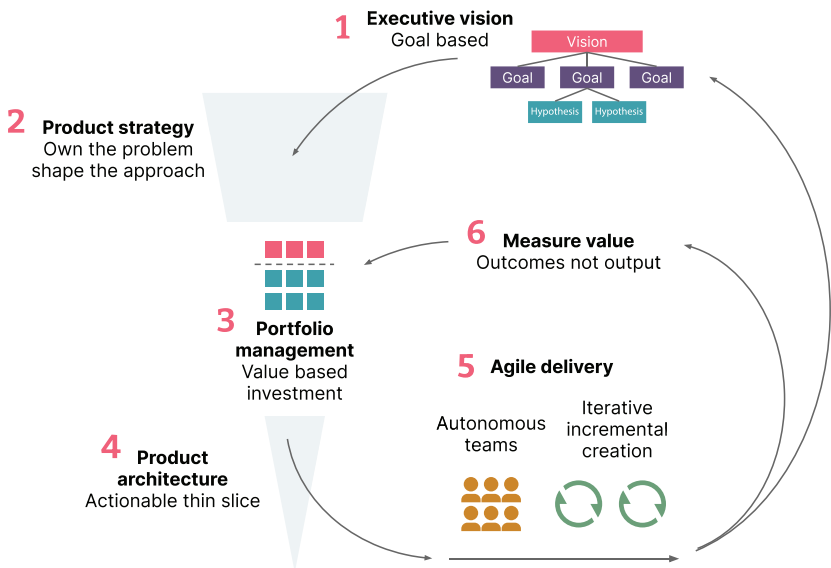 1
Executive vision
Goal based
Vision
Goal
Goal
Goal
Hypothesis
Hypothesis
2
Product strategy
Own the problem
shape the approach
6
Measure value
Outcomes not output
3
Portfolio
management
Value based
investment
5
Agile delivery
Autonomous
teams
Iterative
incremental
creation
4
Product
architecture
Actionable thin slice